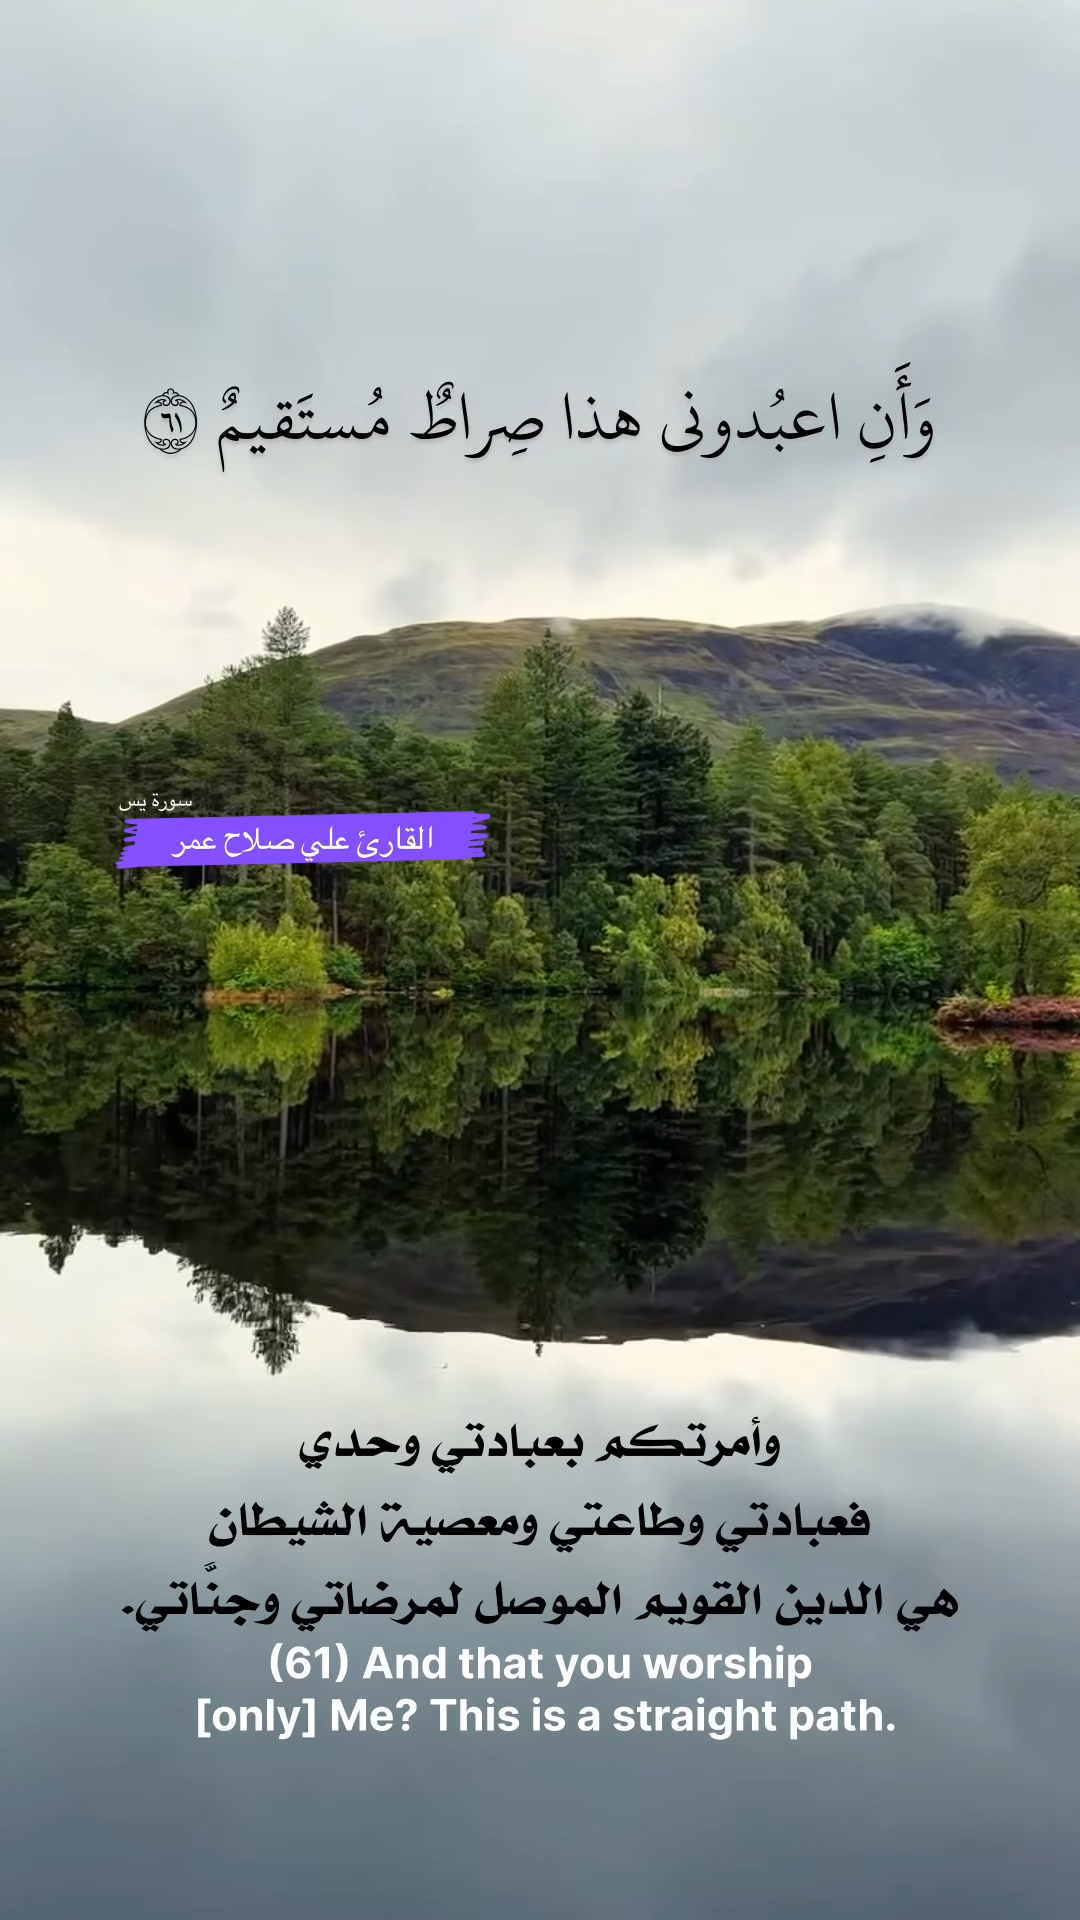 وَأَنِ اعبُدونى هذا صِراطٌ مُستَقيمٌ ۝٦١
سورة يس
القارئ علي صلاح عمر
وأمرتكم بعبادتي وحدي
فعبادتي وطاعتي ومعصية الشيطان
هي الدين القويم الموصل لمرضاتي وجنَّاتي.
(61) And that you worship
[only] Me? This is a straight path.